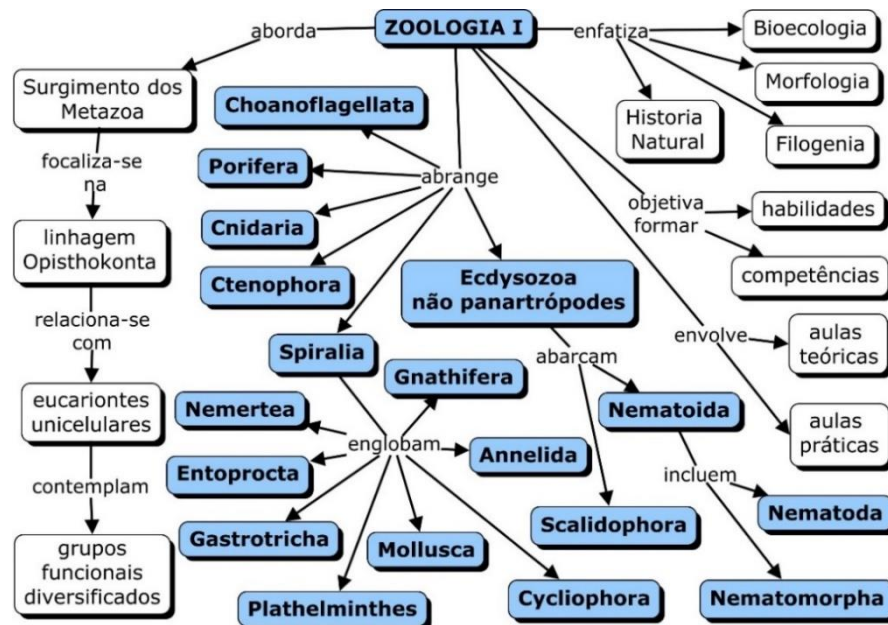 ZOOLOGIA I
aborda
Surgimento dos
Metazoa
focaliza-se
na
linhagem
Opisthokonta
relaciona-se
com
eucariontes
unicelulares
contemplam
grupos
funcionais
diversificados
abrange
Choanoflagellata
Porifera
Cnidaria
Ctenophora
Spiralia
englobam
Nemertea
Entoprocta
Gastrotricha
Plathelminthes
Mollusca
Cycliophora
Annelida
Gnathifera
Ecdysozoa
não panartrópodes
abarcam
Scalidophora
Nematoida
incluem
Nematoda
Nematomorpha
enfatiza
Bioecologia
Morfologia
Filogenia
Historia
Natural
objetiva
formar
habilidades
competências
envolve
aulas
teóricas
aulas
práticas